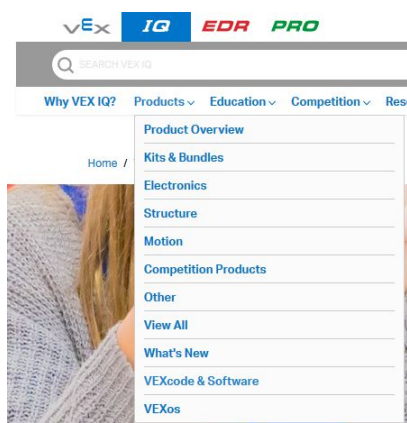 VEX IQ EDR PRO
SEARCH VEX IQ
Why VEX IQ? Products Education Competition Res
Home /
Product Overview
Kits & Bundles
Electronics
Structure
Motion
Competition Products
Other
View All
What's New
VEXcode & Software
VEXos